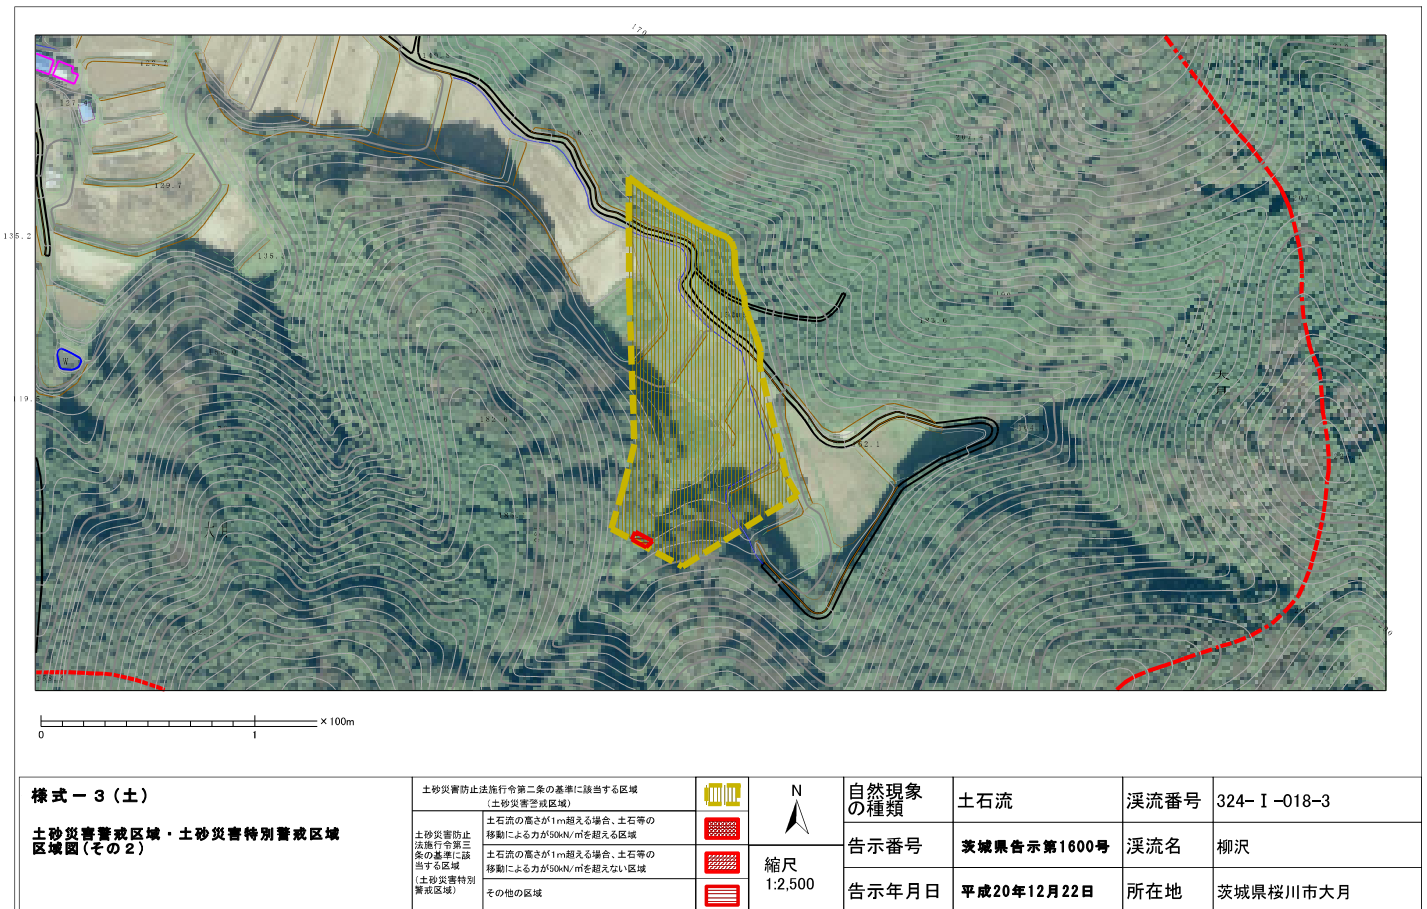 170
149.5
122.7
127
139.7
135.2
135.
119.
182.
162.1
W
×100m
0
1
様式－３(土)
土砂災害警戒区域・土砂災害特別警戒区域
区域図(その２)
土砂災害防止法施行令第二条の基準に該当する区域
(土砂災害警戒区域)
土砂災害防止
法施行令第三
条の基準に該
当する区域
(土砂災害特別
警戒区域)
土石流の高さが1m超える場合、土石等の
移動による力が50kN/㎡を超える区域
土石流の高さが1m超える場合、土石等の
移動による力が50kN/㎡を超えない区域
その他の区域
N
縮尺
1:2,500
自然現象
の種類
土石流
渓流番号
324-Ⅰ-018-3
告示番号
茨城県告示第1600号
渓流名
柳沢
告示年月日
平成20年12月22日
所在地
茨城県桜川市大月